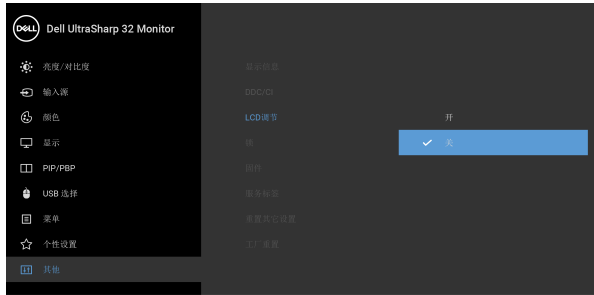 DELL
Dell UltraSharp 32 Monitor
亮度/对比度
输入源
颜色
显示
PIP/PBP
USB 选择
菜单
个性设置
其他
显示信息
DDC/CI
LCD调节
固件
服务标签
重置其它设置
工厂重置
开
关